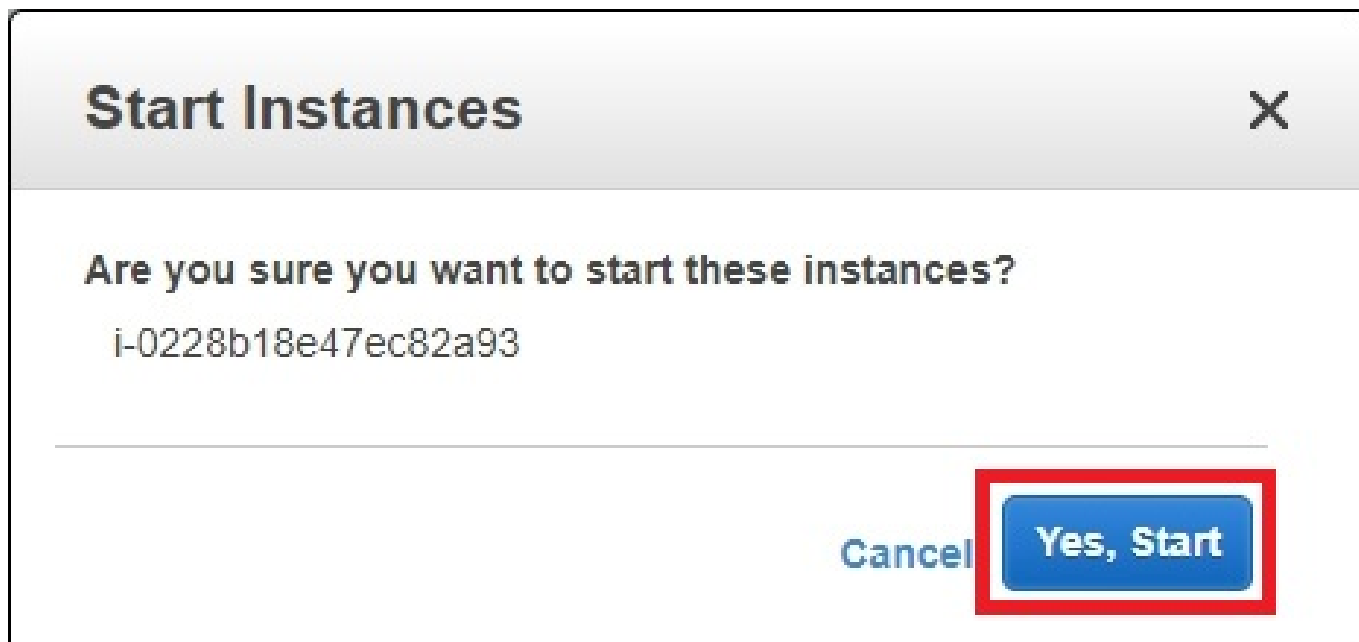 Start Instances
Are you sure you want to start these instances?
i-0228b18e47ec82a93
Cancel
Yes, Start